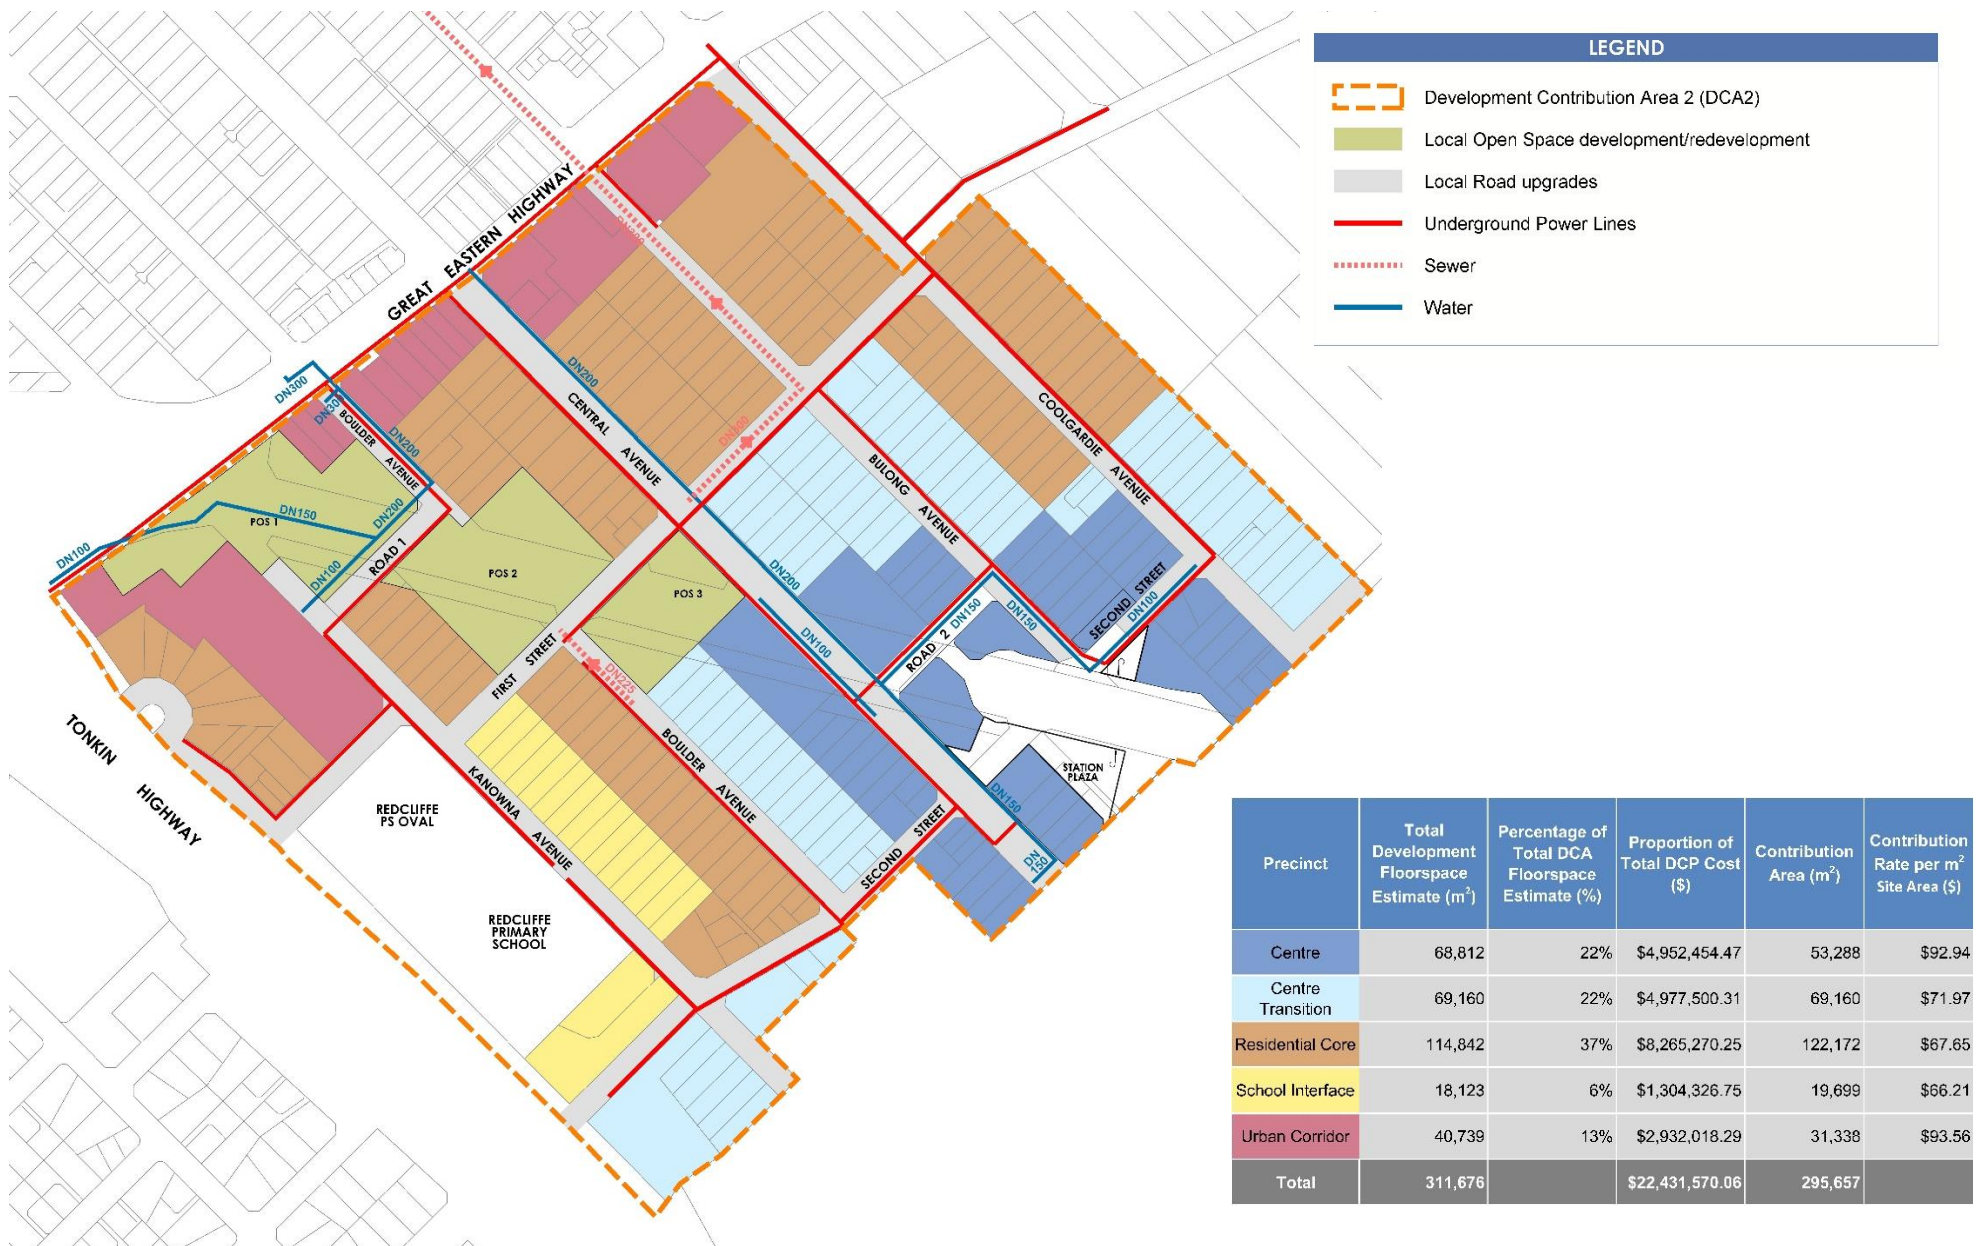 LEGEND
Development Contribution Area 2 (DCA2)
Local Open Space development/redevelopment
Local Road upgrades
Underground Power Lines
Sewer
Water
GREAT EASTERN HIGHWAY
DN200
DN300
DN300
BOULDER AVENUE
DN200
CENTRAL AVENUE
DN300
COOLGARDIE AVENUE
BULONG AVENUE
POS 1
DN150
DN200
DN100
ROAD 1
DN100
POS 2
POS 3
DN200
DN100
FIRST STREET
DN225
BOULDER AVENUE
ROAD 2
DN150
DN150
SECOND STREET
DN100
STATION
PLAZA
DN150
DN
150
SECOND STREET
KANOWNA AVENUE
TONKIN HIGHWAY
REDCLIFFE
PS OVAL
REDCLIFFE
PRIMARY
SCHOOL
Precinct
Total
Development
Floorspace
Estimate (m²)
Percentage of
Total DCA
Floorspace
Estimate (%)
Proportion of
Total DCP Cost
($)
Contribution
Area (m²)
Contribution
Rate per m²
Site Area ($)
Centre 68,812 22% $4,952,454.47 53,288 $92.94
Centre
Transition 69,160 22% $4,977,500.31 69,160 $71.97
Residential Core 114,842 37% $8,265,270.25 122,172 $67.65
School Interface 18,123 6% $1,304,326.75 19,699 $66.21
Urban Corridor 40,739 13% $2,932,018.29 31,338 $93.56
Total 311,676 $22,431,570.06 295,657